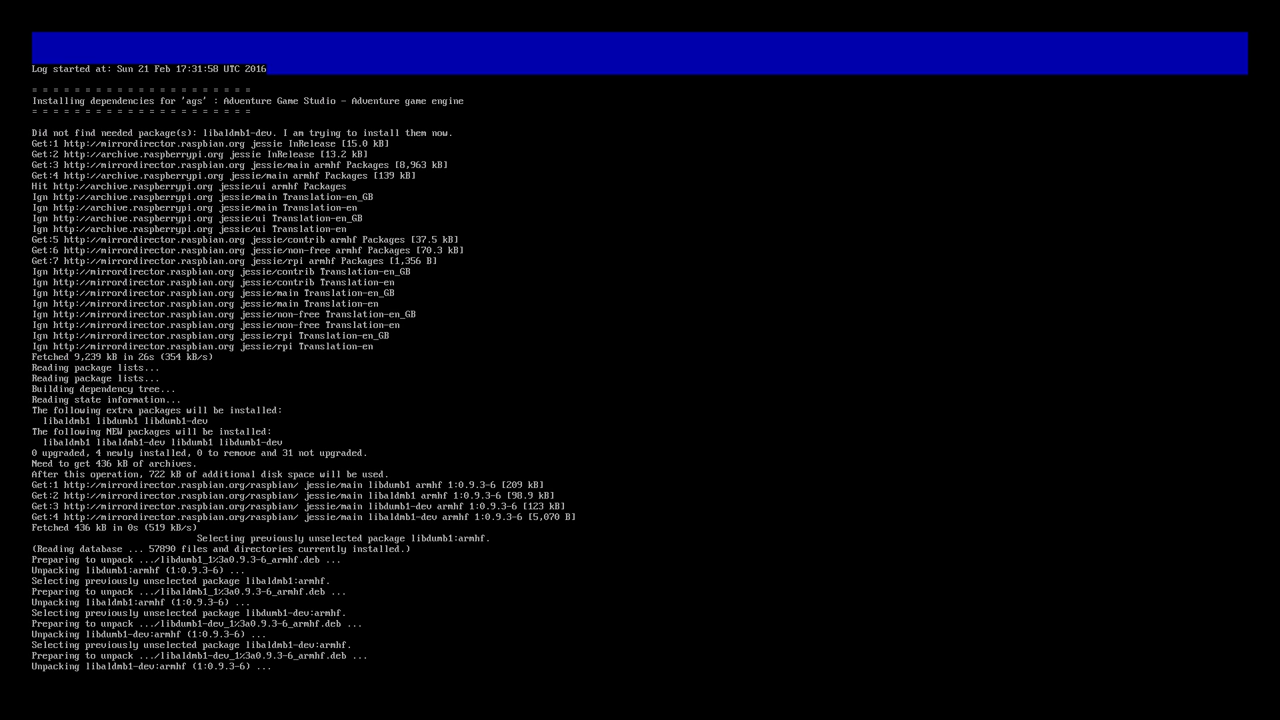 Log started at: Sun 21 Feb 17:31:58 UTC 2016
= = = = = = = = = = = = = = = = = = = = =
Installing dependencies for 'ags' : Adventure Game Studio - Adventure game engine
= = = = = = = = = = = = = = = = = = = = =
Did not find needed package(s): libaldmb1-dev. I am trying to install them now.
Get:1 http://mirrordirector.raspbian.org jessie InRelease [15.0 kB]
Get:2 http://archive.raspberrypi.org jessie InRelease [13.2 kB]
Get:3 http://mirrordirector.raspbian.org jessie/main armhf Packages [8,963 kB]
Get:4 http://archive.raspberrypi.org jessie/main armhf Packages [139 kB]
Hit http://archive.raspberrypi.org jessie/ui armhf Packages
Ign http://archive.raspberrypi.org jessie/main Translation-en_GB
Ign http://archive.raspberrypi.org jessie/main Translation-en
Ign http://archive.raspberrypi.org jessie/ui Translation-en_GB
Ign http://archive.raspberrypi.org jessie/ui Translation-en
Get:5 http://mirrordirector.raspbian.org jessie/contrib armhf Packages [37.5 kB]
Get:6 http://mirrordirector.raspbian.org jessie/non-free armhf Packages [70.3 kB]
Get:7 http://mirrordirector.raspbian.org jessie/rpi armhf Packages [1,356 B]
Ign http://mirrordirector.raspbian.org jessie/contrib Translation-en_GB
Ign http://mirrordirector.raspbian.org jessie/contrib Translation-en
Ign http://mirrordirector.raspbian.org jessie/main Translation-en_GB
Ign http://mirrordirector.raspbian.org jessie/main Translation-en
Ign http://mirrordirector.raspbian.org jessie/non-free Translation-en_GB
Ign http://mirrordirector.raspbian.org jessie/non-free Translation-en
Ign http://mirrordirector.raspbian.org jessie/rpi Translation-en_GB
Ign http://mirrordirector.raspbian.org jessie/rpi Translation-en
Fetched 9,239 kB in 26s (354 kB/s)
Reading package lists...
Reading package lists...
Building dependency tree...
Reading state information...
The following extra packages will be installed:
libaldmb1 libdumb1 libdumb1-dev
The following NEW packages will be installed:
libaldmb1 libaldmb1-dev libdumb1 libdumb1-dev
0 upgraded, 4 newly installed, 0 to remove and 31 not upgraded.
Need to get 436 kB of archives.
After this operation, 722 kB of additional disk space will be used.
Get:1 http://mirrordirector.raspbian.org/raspbian/ jessie/main libdumb1 armhf 1:0.9.3-6 [209 kB]
Get:2 http://mirrordirector.raspbian.org/raspbian/ jessie/main libaldmb1 armhf 1:0.9.3-6 [98.9 kB]
Get:3 http://mirrordirector.raspbian.org/raspbian/ jessie/main libdumb1-dev armhf 1:0.9.3-6 [123 kB]
Get:4 http://mirrordirector.raspbian.org/raspbian/ jessie/main libaldmb1-dev armhf 1:0.9.3-6 [5,070 B]
Fetched 436 kB in 0s (519 kB/s)
Selecting previously unselected package libdumb1:armhf.
(Reading database ... 57890 files and directories currently installed.)
Preparing to unpack .../libdumb1_1%3a0.9.3-6_armhf.deb ...
Unpacking libdumb1:armhf (1:0.9.3-6) ...
Selecting previously unselected package libaldmb1:armhf.
Preparing to unpack .../libaldmb1_1%3a0.9.3-6_armhf.deb ...
Unpacking libaldmb1:armhf (1:0.9.3-6) ...
Selecting previously unselected package libdumb1-dev:armhf.
Preparing to unpack .../libdumb1-dev_1%3a0.9.3-6_armhf.deb ...
Unpacking libdumb1-dev:armhf (1:0.9.3-6) ...
Selecting previously unselected package libaldmb1-dev:armhf.
Preparing to unpack .../libaldmb1-dev_1%3a0.9.3-6_armhf.deb ...
Unpacking libaldmb1-dev:armhf (1:0.9.3-6) ...